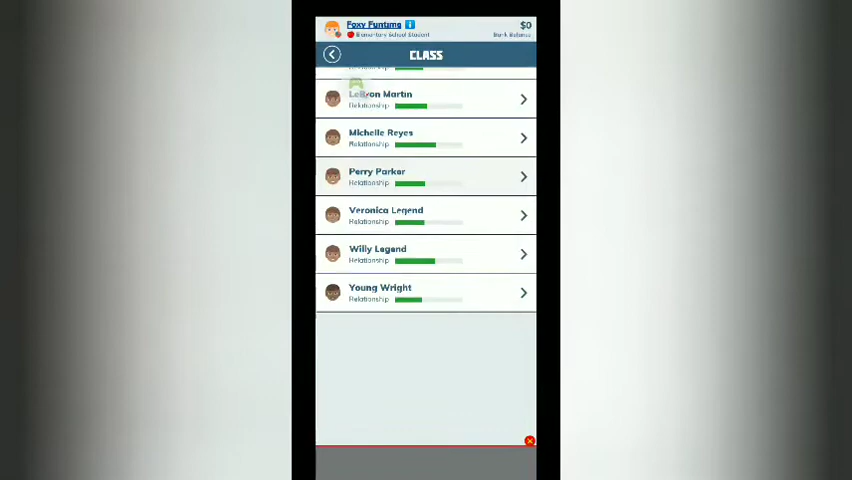 Foxy Funtime
$0
Elementary School Student
Bank Balance
CLASS
LeBron Martin
Relationship
Michelle Reyes
Relationship
Perry Parker
Relationship
Veronica Legend
Relationship
Willy Legend
Relationship
Young Wright
Relationship